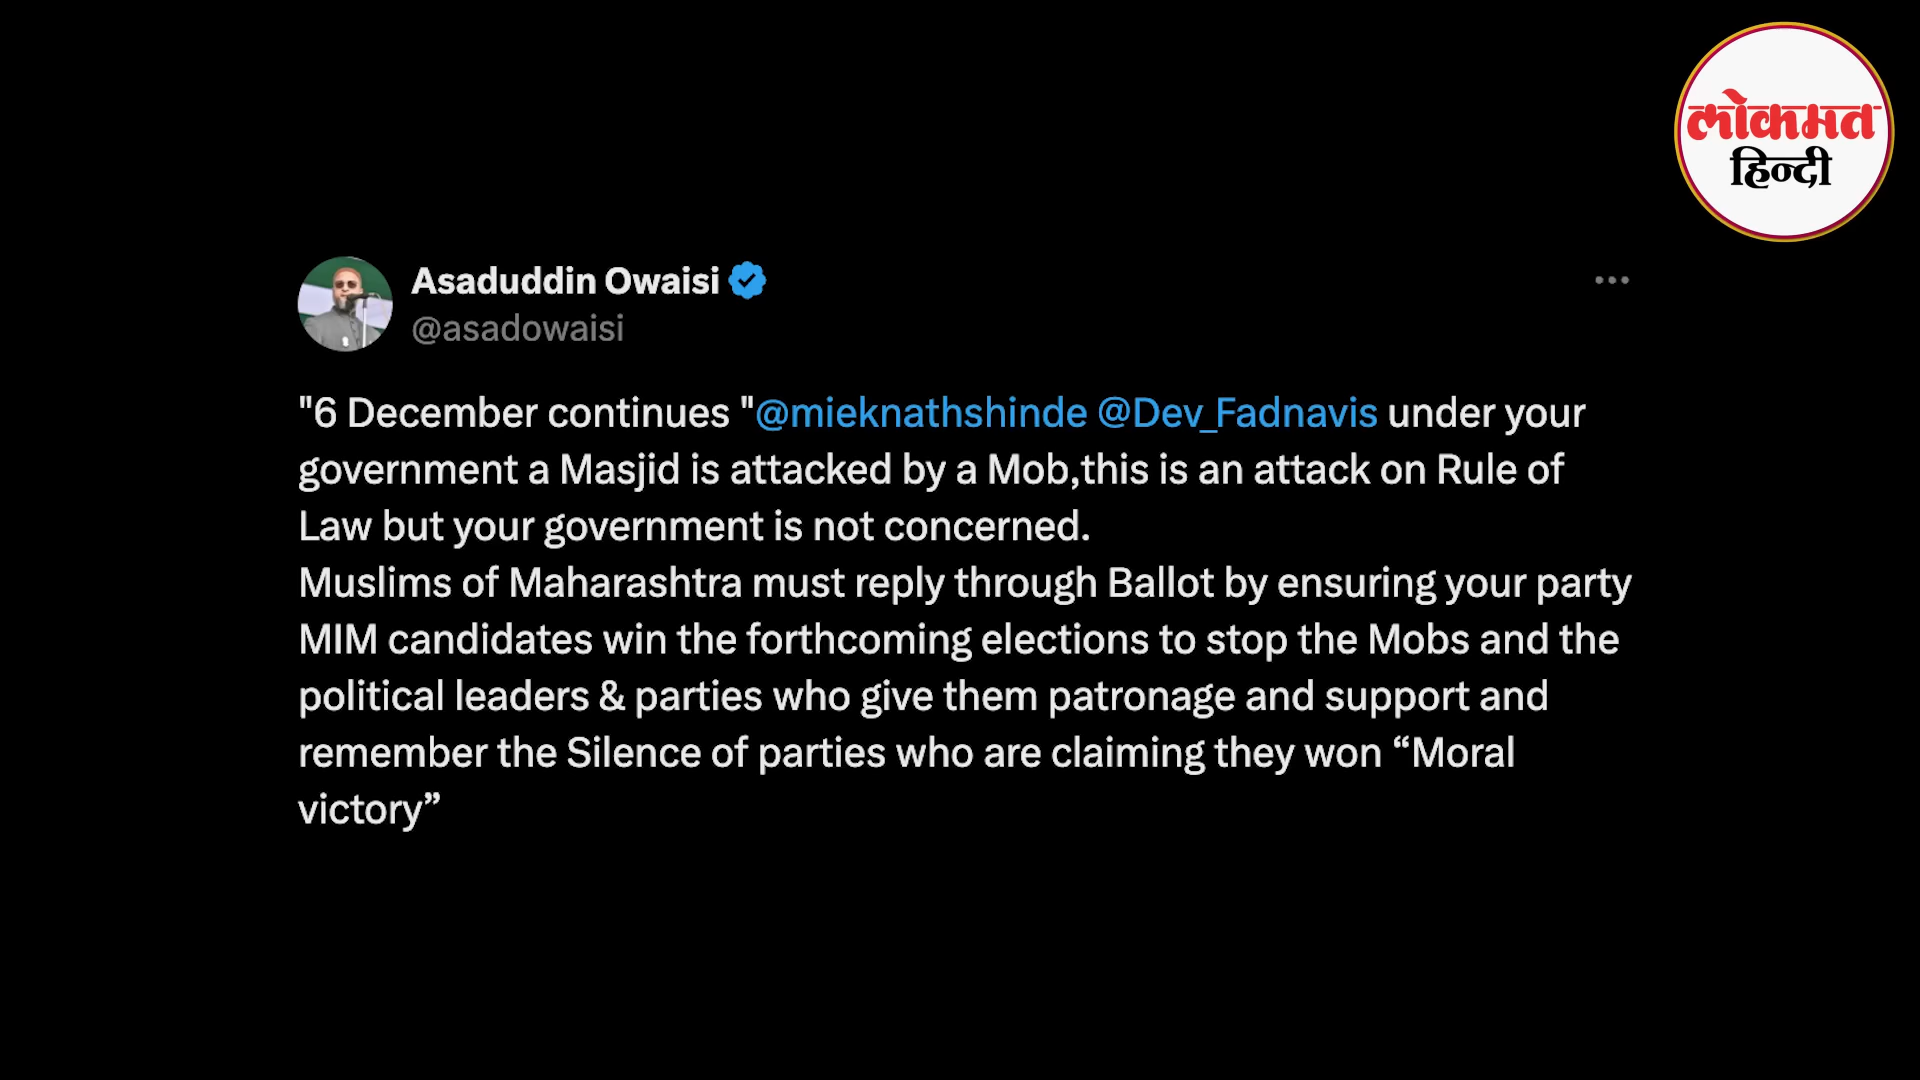 लोकमत
हिन्दी
Asaduddin Owaisi
@asadowaisi
"6 December continues "@mieknathshinde @Dev_Fadnavis under your
government a Masjid is attacked by a Mob,this is an attack on Rule of
Law but your government is not concerned.
Muslims of Maharashtra must reply through Ballot by ensuring your party
MIM candidates win the forthcoming elections to stop the Mobs and the
political leaders & parties who give them patronage and support and
remember the Silence of parties who are claiming they won “Moral
victory”